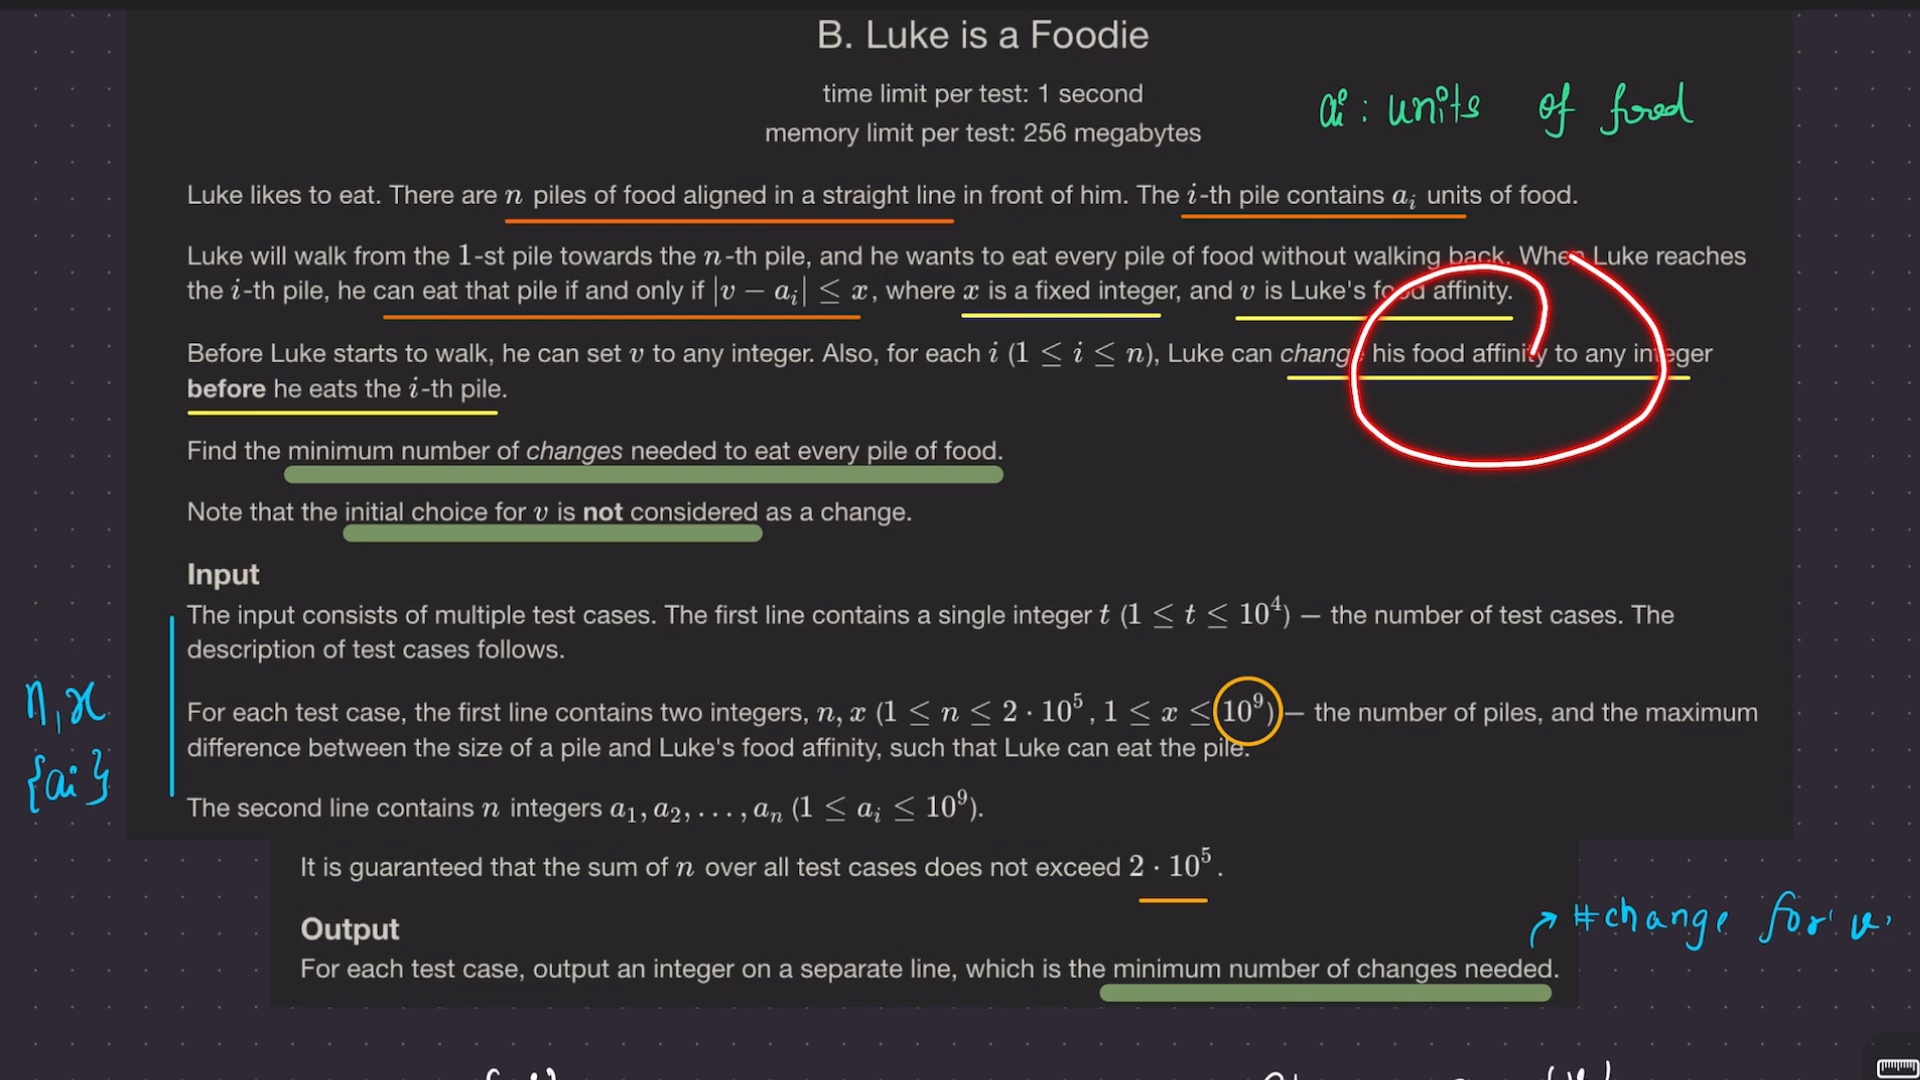 B. Luke is a Foodie
time limit per test: 1 second
memory limit per test: 256 megabytes
aᵢ : units of food
Luke likes to eat. There are n piles of food aligned in a straight line in front of him. The i-th pile contains aᵢ units of food.
Luke will walk from the 1-st pile towards the n-th pile, and he wants to eat every pile of food without walking back. When Luke reaches
the i-th pile, he can eat that pile if and only if |v − aᵢ| ≤ x, where x is a fixed integer, and v is Luke's food affinity.
Before Luke starts to walk, he can set v to any integer. Also, for each i (1 ≤ i ≤ n), Luke can change his food affinity to any integer
before he eats the i-th pile.
Find the minimum number of changes needed to eat every pile of food.
Note that the initial choice for v is not considered as a change.
Input
The input consists of multiple test cases. The first line contains a single integer t (1 ≤ t ≤ 10⁴) — the number of test cases. The
description of test cases follows.
n, x
For each test case, the first line contains two integers, n, x (1 ≤ n ≤ 2 · 10⁵, 1 ≤ x ≤ 10⁹) — the number of piles, and the maximum
difference between the size of a pile and Luke's food affinity, such that Luke can eat the pile.
{aᵢ}
The second line contains n integers a₁, a₂, . . . , aₙ (1 ≤ aᵢ ≤ 10⁹).
It is guaranteed that the sum of n over all test cases does not exceed 2 · 10⁵.
#change for v.
Output
For each test case, output an integer on a separate line, which is the minimum number of changes needed.